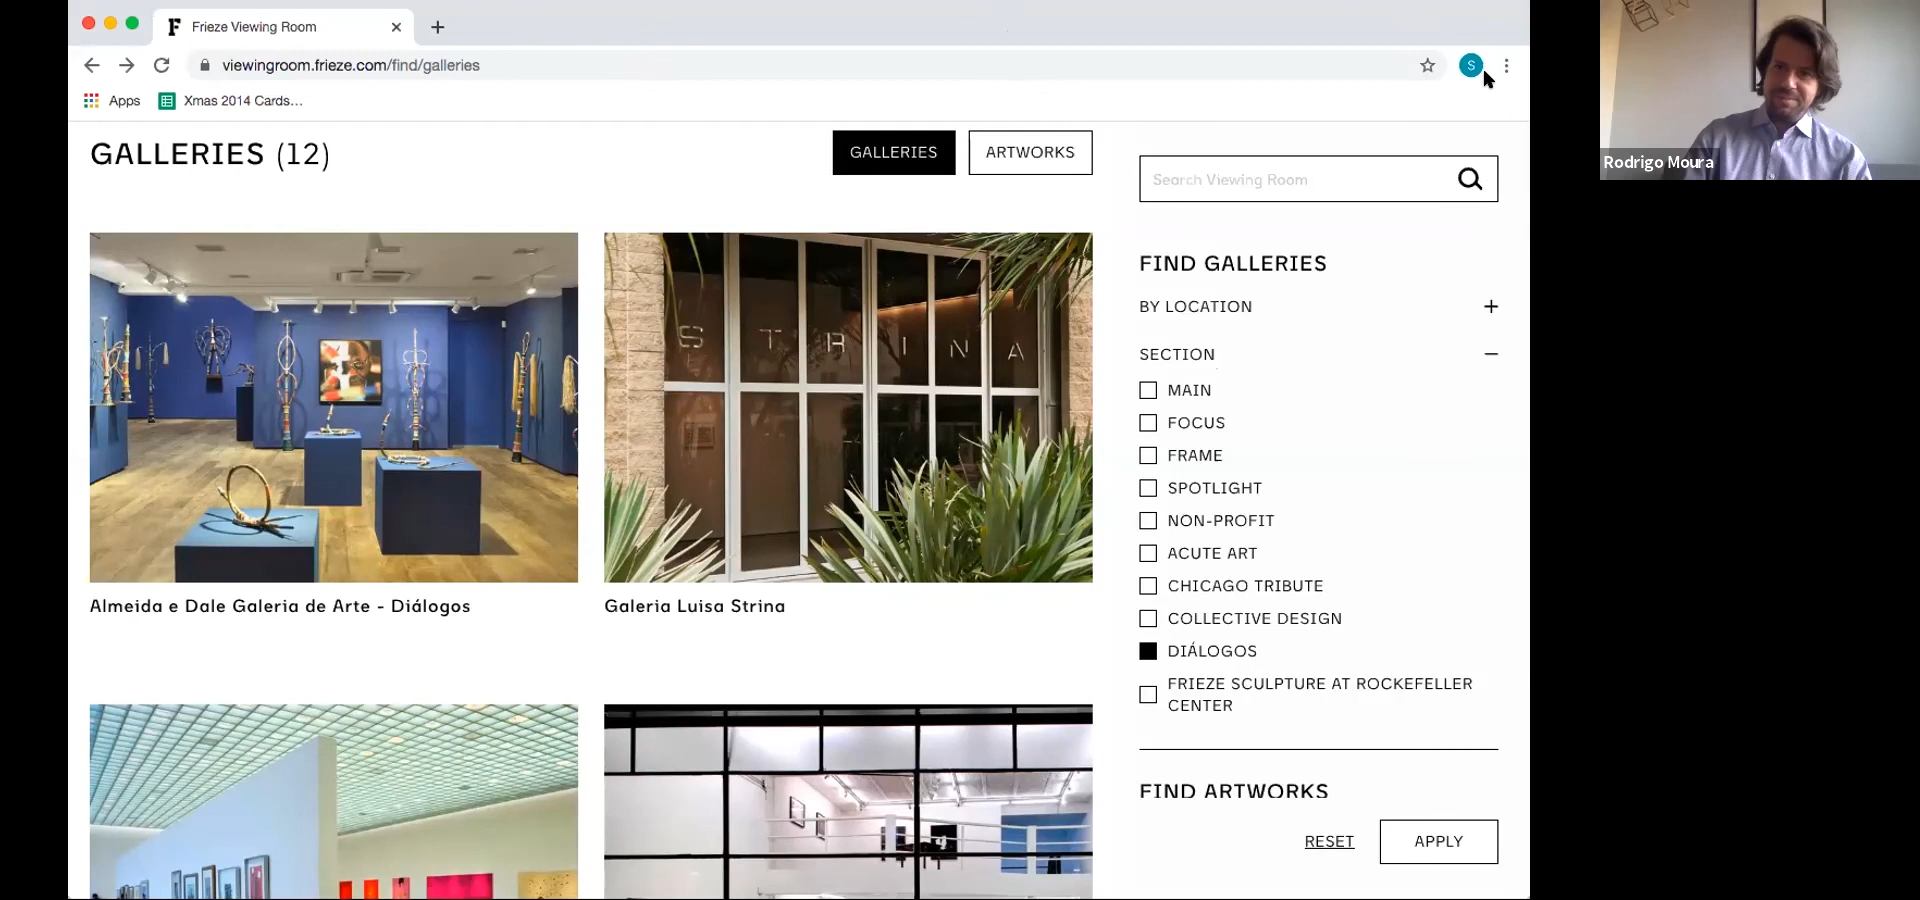 Frieze Viewing Room
viewingroom.frieze.com/find/galleries
S
Apps
Xmas 2014 Cards...
GALLERIES (12)
GALLERIES
ARTWORKS
STRINA
Almeida e Dale Galeria de Arte - Diálogos
Galeria Luisa Strina
Search Viewing Room
FIND GALLERIES
BY LOCATION
SECTION
MAIN
FOCUS
FRAME
SPOTLIGHT
NON-PROFIT
ACUTE ART
CHICAGO TRIBUTE
COLLECTIVE DESIGN
DIÁLOGOS
FRIEZE SCULPTURE AT ROCKEFELLER
CENTER
FIND ARTWORKS
RESET
APPLY
Rodrigo Moura